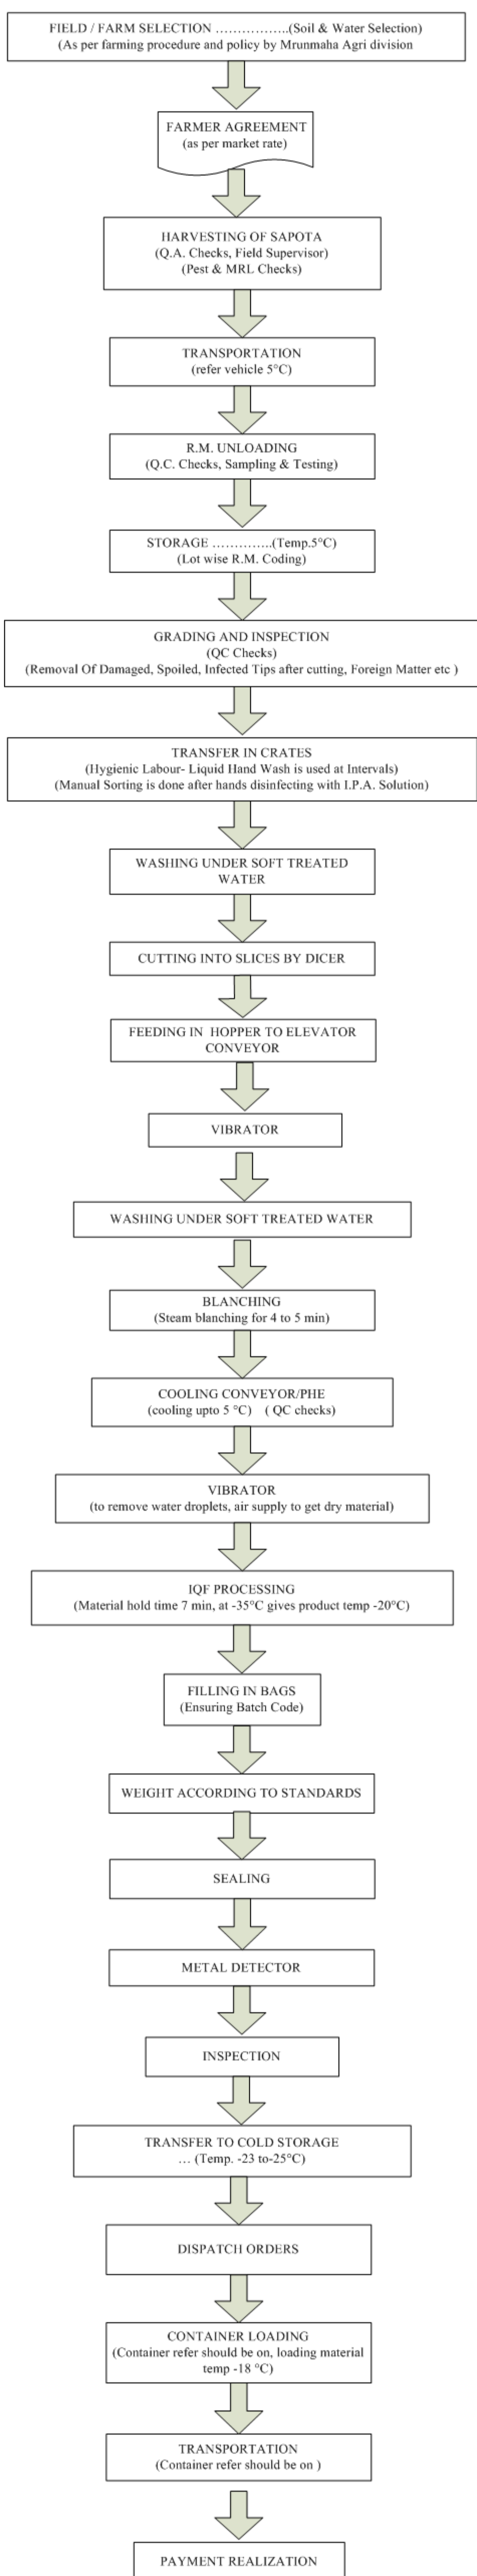 FIELD / FARM SELECTION ……………..(Soil & Water Selection)
(As per farming procedure and policy by Mrunmaha Agri division
FARMER AGREEMENT
(as per market rate)
HARVESTING OF SAPOTA
(Q.A. Checks, Field Supervisor)
(Pest & MRL Checks)
TRANSPORTATION
(refer vehicle 5°C)
R.M. UNLOADING
(Q.C. Checks, Sampling & Testing)
STORAGE …………..(Temp.5°C)
(Lot wise R.M. Coding)
GRADING AND INSPECTION
(QC Checks)
(Removal Of Damaged, Spoiled, Infected Tips after cutting, Foreign Matter etc )
TRANSFER IN CRATES
(Hygienic Labour- Liquid Hand Wash is used at Intervals)
(Manual Sorting is done after hands disinfecting with I.P.A. Solution)
WASHING UNDER SOFT TREATED
WATER
CUTTING INTO SLICES BY DICER
FEEDING IN HOPPER TO ELEVATOR
CONVEYOR
VIBRATOR
WASHING UNDER SOFT TREATED WATER
BLANCHING
(Steam blanching for 4 to 5 min)
COOLING CONVEYOR/PHE
(cooling upto 5 °C) ( QC checks)
VIBRATOR
(to remove water droplets, air supply to get dry material)
IQF PROCESSING
(Material hold time 7 min, at -35°C gives product temp -20°C)
FILLING IN BAGS
(Ensuring Batch Code)
WEIGHT ACCORDING TO STANDARDS
SEALING
METAL DETECTOR
INSPECTION
TRANSFER TO COLD STORAGE
… (Temp. -23 to-25°C)
DISPATCH ORDERS
CONTAINER LOADING
(Container refer should be on, loading material
temp -18 °C)
TRANSPORTATION
(Container refer should be on )
PAYMENT REALIZATION